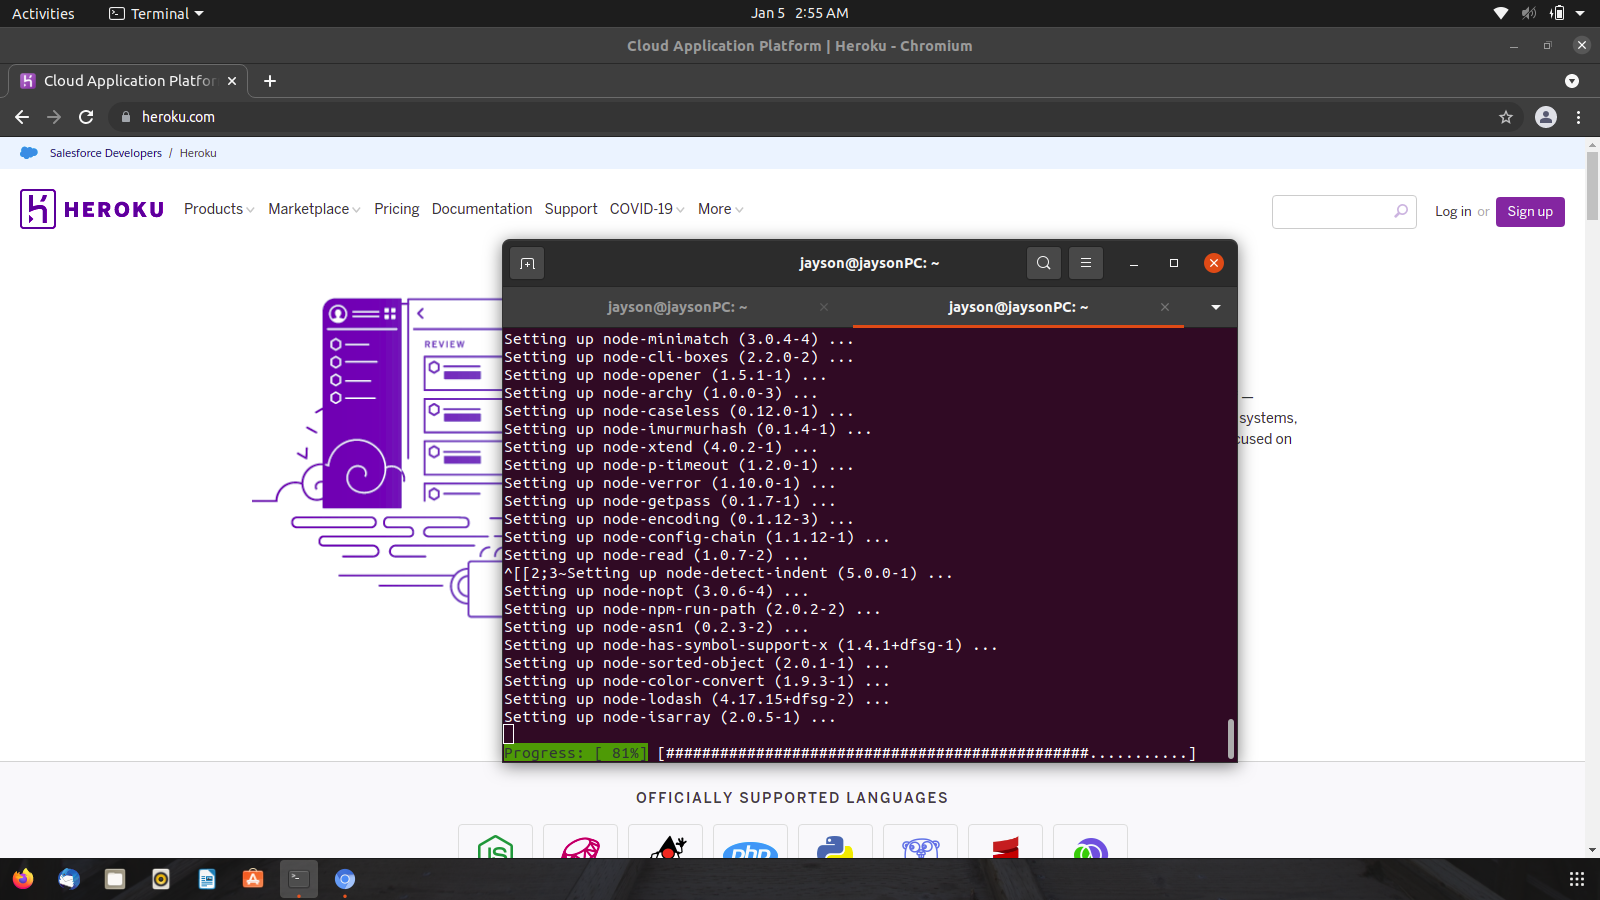 Activities
Terminal
Jan 5 2:55 AM
Cloud Application Platform | Heroku - Chromium
Cloud Application Platfor
heroku.com
Salesforce Developers / Heroku
HEROKU
Products
Marketplace
Pricing
Documentation
Support
COVID-19
More
Log in or Sign up
REVIEW
—
systems,
cused on
jayson@jaysonPC: ~
jayson@jaysonPC: ~
jayson@jaysonPC: ~
Setting up node-minimatch (3.0.4-4) ...
Setting up node-cli-boxes (2.2.0-2) ...
Setting up node-opener (1.5.1-1) ...
Setting up node-archy (1.0.0-3) ...
Setting up node-caseless (0.12.0-1) ...
Setting up node-imurmurhash (0.1.4-1) ...
Setting up node-xtend (4.0.2-1) ...
Setting up node-p-timeout (1.2.0-1) ...
Setting up node-verror (1.10.0-1) ...
Setting up node-getpass (0.1.7-1) ...
Setting up node-encoding (0.1.12-3) ...
Setting up node-config-chain (1.1.12-1) ...
Setting up node-read (1.0.7-2) ...
^[[2;3~Setting up node-detect-indent (5.0.0-1) ...
Setting up node-nopt (3.0.6-4) ...
Setting up node-npm-run-path (2.0.2-2) ...
Setting up node-asn1 (0.2.3-2) ...
Setting up node-has-symbol-support-x (1.4.1+dfsg-1) ...
Setting up node-sorted-object (2.0.1-1) ...
Setting up node-color-convert (1.9.3-1) ...
Setting up node-lodash (4.17.15+dfsg-2) ...
Setting up node-isarray (2.0.5-1) ...
Progress: [ 81%] [###############################################...........]
OFFICIALLY SUPPORTED LANGUAGES
JS
php